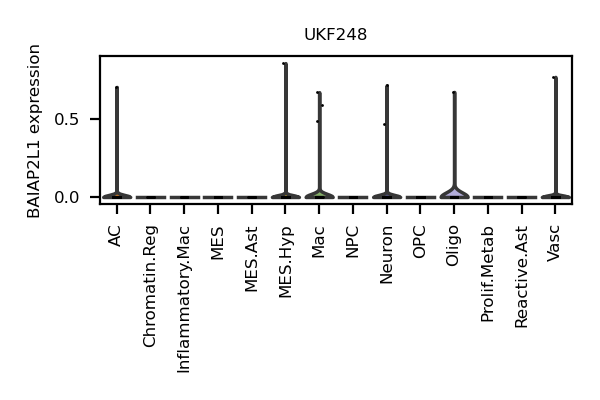 UKF248
BAIAP2L1 expression
0.5
0.0
AC
Chromatin.Reg
Inflammatory.Mac
MES
MES.Ast
MES.Hyp
Mac
NPC
Neuron
OPC
Oligo
Prolif.Metab
Reactive.Ast
Vasc